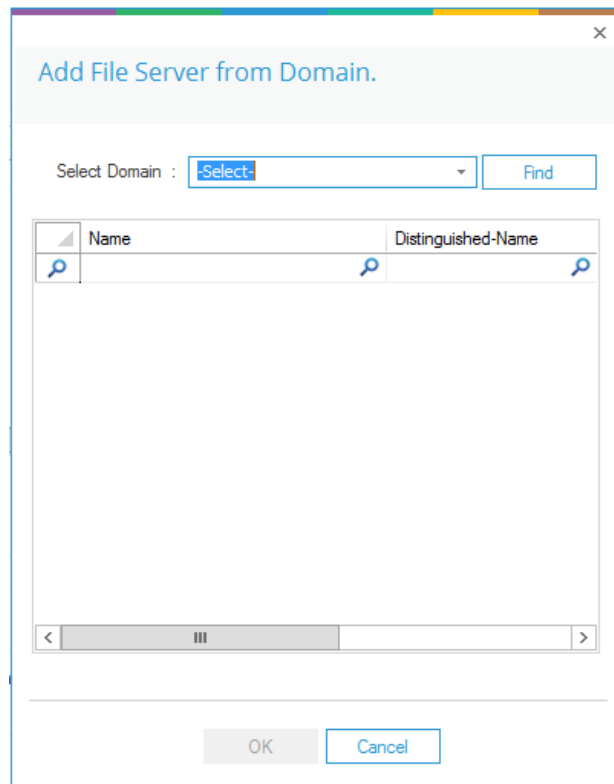 Add File Server from Domain.
Select Domain : -Select- Find
Name Distinguished-Name
OK Cancel